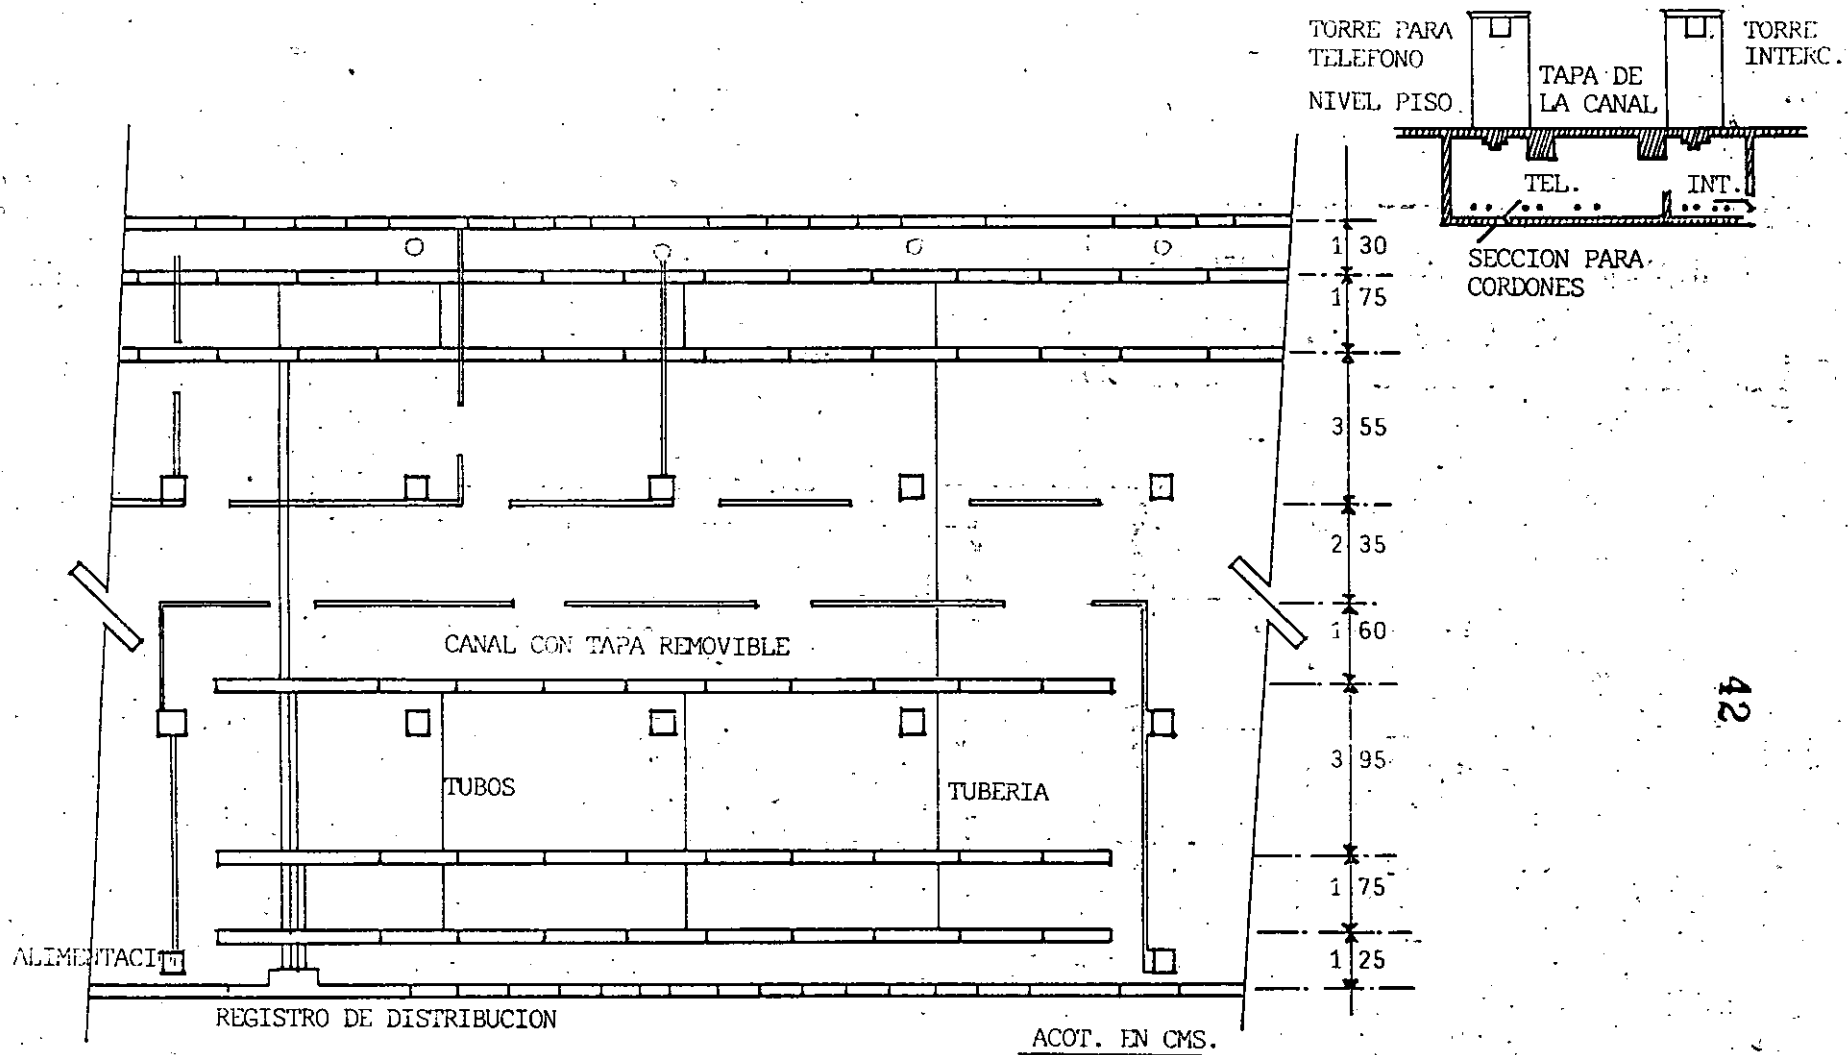 TORRE PARA
TELEFONO
NIVEL PISO
TAPA DE
LA CANAL
TORRE
INTERC.
TEL.
INT.
SECCION PARA
CORDONES
1 30
1 75
3 55
2 35
1 60
3 95
1 75
1 25
CANAL CON TAPA REMOVIBLE
TUBOS
TUBERIA
ALIMENTACI
REGISTRO DE DISTRIBUCION
ACOT. EN CMS.
42